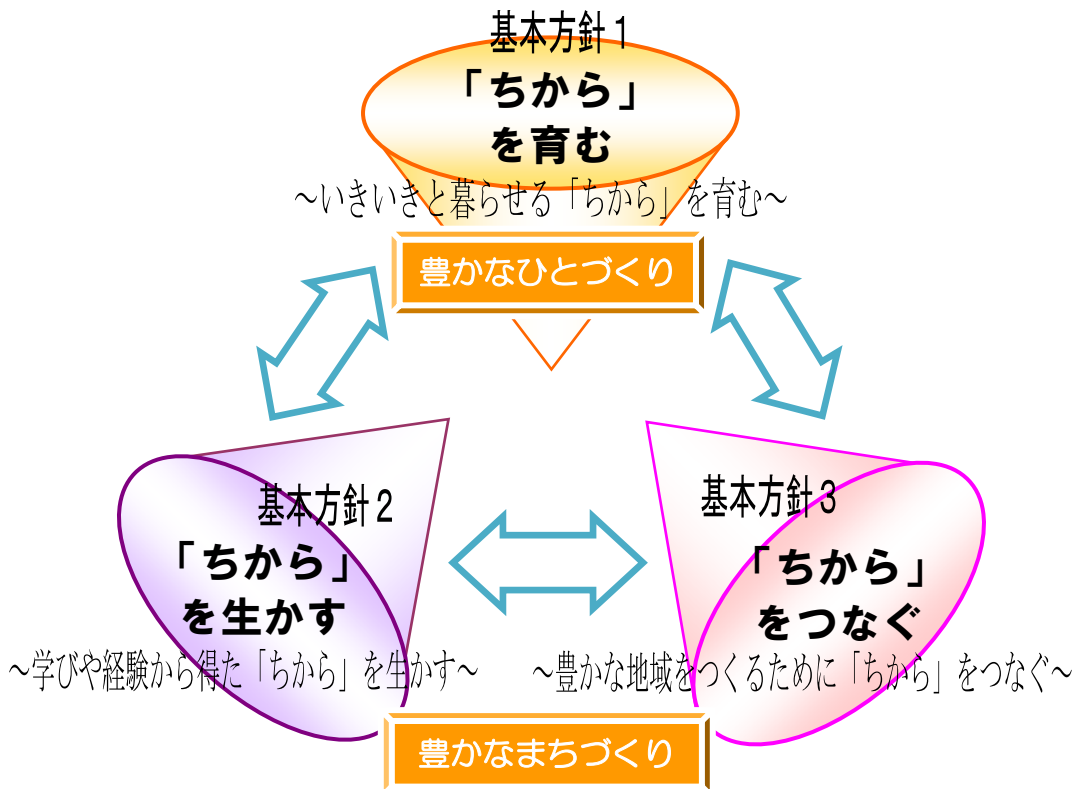 基本方針１
「ちから」
を育む
～いきいきと暮らせる「ちから」を育む～
豊かなひとづくり
基本方針２
「ちから」
を生かす
～学びや経験から得た「ちから」を生かす～
基本方針３
「ちから」
をつなぐ
～豊かな地域をつくるために「ちから」をつなぐ～
豊かなまちづくり